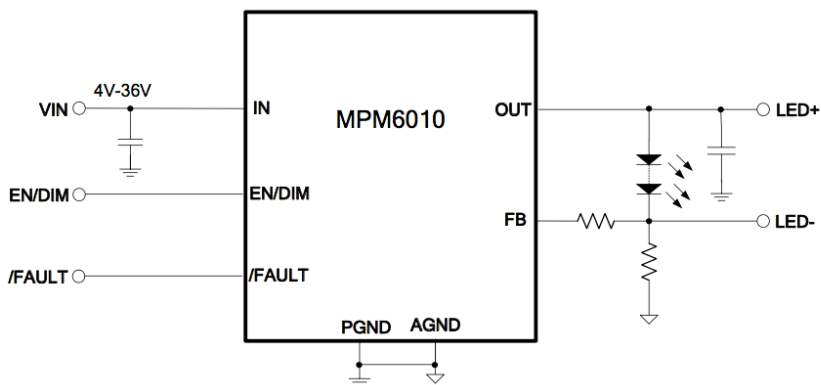 4V-36V
VIN
IN
MPM6010
OUT
LED+
EN/DIM
EN/DIM
FB
LED-
/FAULT
/FAULT
PGND
AGND